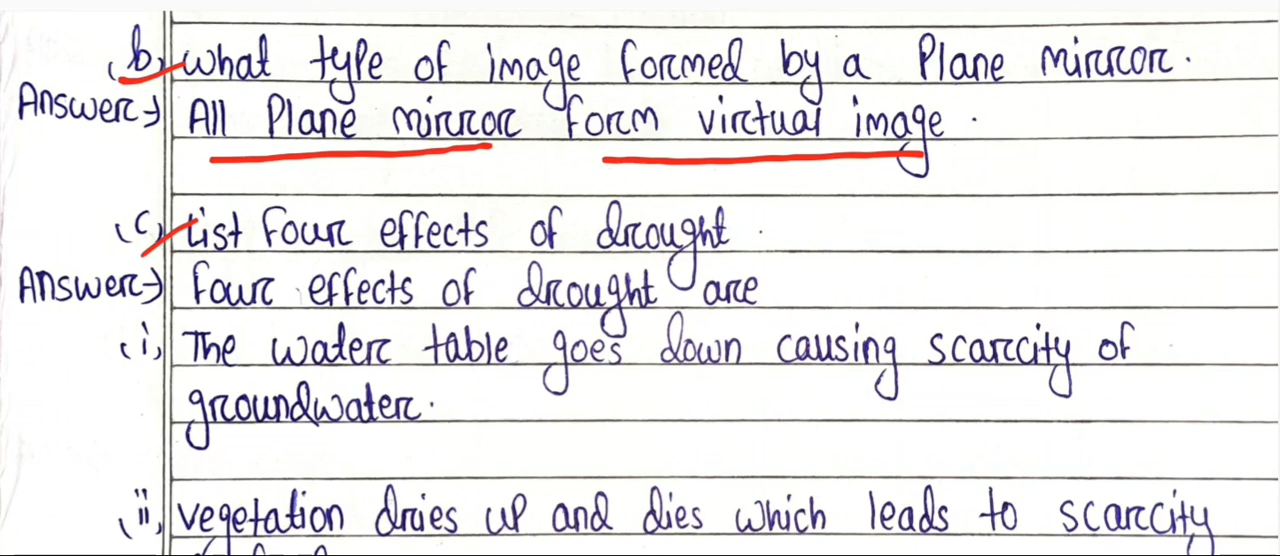 (b) what type of image formed by a Plane mirror.
Answer→ All Plane mirror form virtual image.
(c) List four effects of drought.
Answer→ four effects of drought are
(i) The water table goes down causing scarcity of
groundwater.
(ii) vegetation dries up and dies which leads to scarcity